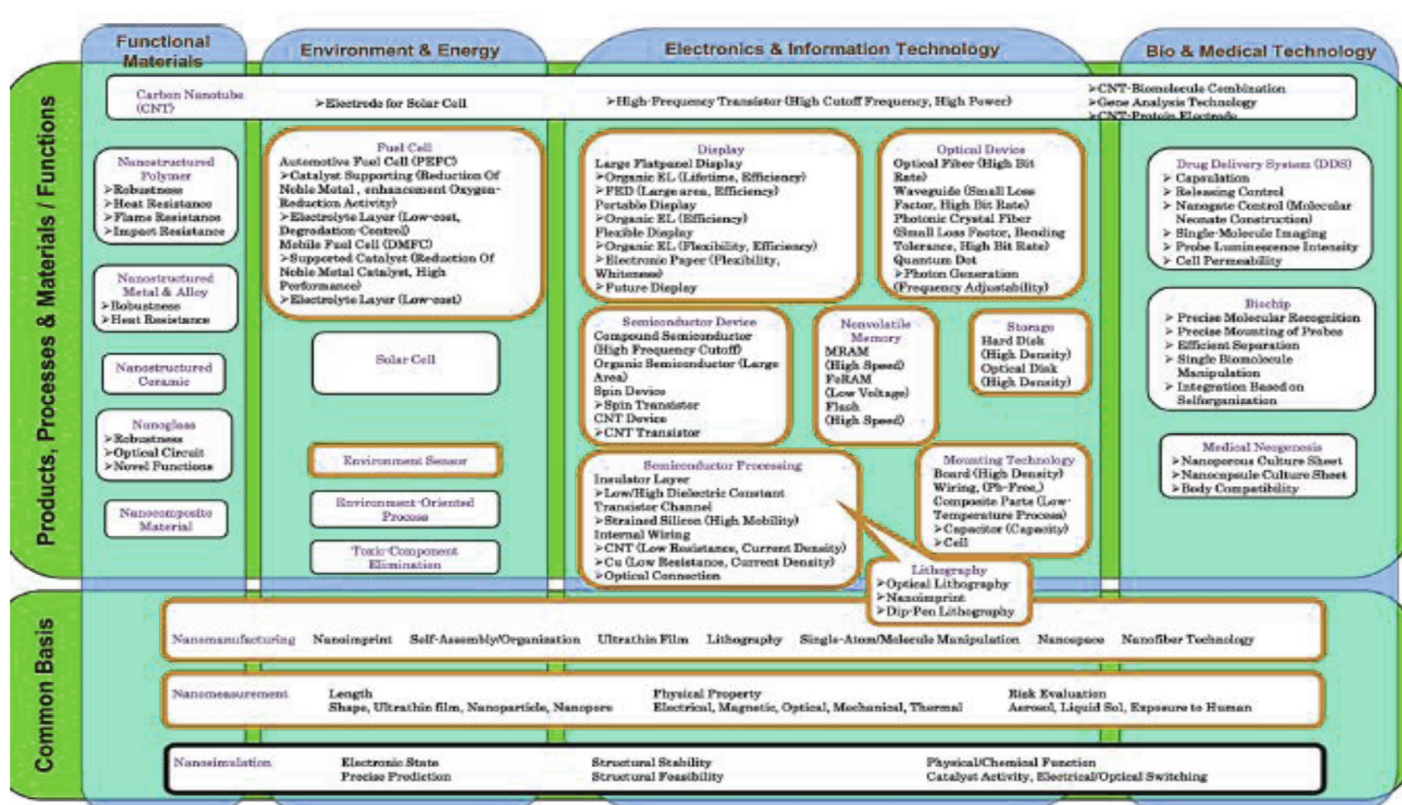 Functional
Materials
Environment & Energy
Electronics & Information Technology
Bio & Medical Technology
Products, Processes & Materials / Functions
Carbon Nanotube
(CNT)
➢Electrode for Solar Cell
➢High-Frequency Transistor (High Cutoff Frequency, High Power)
➢CNT-Biomolecule Combination
➢Gene Analysis Technology
➢CNT-Protein Electrode
Nanostructured
Polymer
➢Robustness
➢Heat Resistance
➢Flame Resistance
➢Impact Resistance
Nanostructured
Metal & Alloy
➢Robustness
➢Heat Resistance
Nanostructured
Ceramic
Nanoglass
➢Robustness
➢Optical Circuit
➢Novel Functions
Nanocomposite
Material
Fuel Cell
Automotive Fuel Cell (PEFC)
➢Catalyst Supporting (Reduction Of
Noble Metal , enhancement Oxygen-
Reduction Activity)
➢Electrolyte Layer (Low-cost,
Degradation-Control)
Mobile Fuel Cell (DMFC)
➢Supported Catalyst (Reduction Of
Noble Metal Catalyst, High
Performance)
➢Electrolyte Layer (Low-cost)
Solar Cell
Environment Sensor
Environment-Oriented
Process
Toxic-Component
Elimination
Display
Large Flatpanel Display
➢Organic EL (Lifetime, Efficiency)
➢FED (Large area, Efficiency)
Portable Display
➢Organic EL (Efficiency)
Flexible Display
➢Organic EL (Flexibility, Efficiency)
➢Electronic Paper (Flexibility,
Whiteness)
➢Future Display
Optical Device
Optical Fiber (High Bit
Rate)
Waveguide (Small Loss
Factor, High Bit Rate)
Photonic Crystal Fiber
(Small Loss Factor, Bending
Tolerance, High Bit Rate)
Quantum Dot
➢Photon Generation
(Frequency Adjustability)
Semiconductor Device
Compound Semiconductor
(High Frequency Cutoff)
Organic Semiconductor (Large
Area)
Spin Device
➢Spin Transistor
CNT Device
➢CNT Transistor
Nonvolatile
Memory
MRAM
(High Speed)
FeRAM
(Low Voltage)
Flash
(High Speed)
Storage
Hard Disk
(High Density)
Optical Disk
(High Density)
Semiconductor Processing
Insulator Layer
➢Low/High Dielectric Constant
Transistor Channel
➢Strained Silicon (High Mobility)
Internal Wiring
➢CNT (Low Resistance, Current Density)
➢Cu (Low Resistance, Current Density)
➢Optical Connection
Mounting Technology
Board (High Density)
Wiring, (Pb-Free,)
Composite Parts (Low-
Temperature Process)
➢Capacitor (Capacity)
➢Cell
Lithography
➢Optical Lithography
➢Nanoimprint
➢Dip-Pen Lithography
Drug Delivery System (DDS)
➢ Capsulation
➢ Releasing Control
➢ Nanogate Control (Molecular
Neonate Construction)
➢ Single-Molecule Imaging
➢ Probe Luminescence Intensity
➢ Cell Permeability
Biochip
➢ Precise Molecular Recognition
➢ Precise Mounting of Probes
➢ Efficient Separation
➢ Single Biomolecule
Manipulation
➢ Integration Based on
Selforganization
Medical Neogenesis
➢Nanoporous Culture Sheet
➢Nanocapsule Culture Sheet
➢Body Compatibility
Common Basis
Nanomanufacturing Nanoimprint Self-Assembly/Organization Ultrathin Film Lithography Single-Atom/Molecule Manipulation Nanospace Nanofiber Technology
Nanomeasurement Length Physical Property Risk Evaluation
Shape, Ultrathin film, Nanoparticle, Nanopore Electrical, Magnetic, Optical, Mechanical, Thermal Aerosol, Liquid Sol, Exposure to Human
Nanosimulation Electronic State Structural Stability Physical/Chemical Function
Precise Prediction Structural Feasibility Catalyst Activity, Electrical/Optical Switching